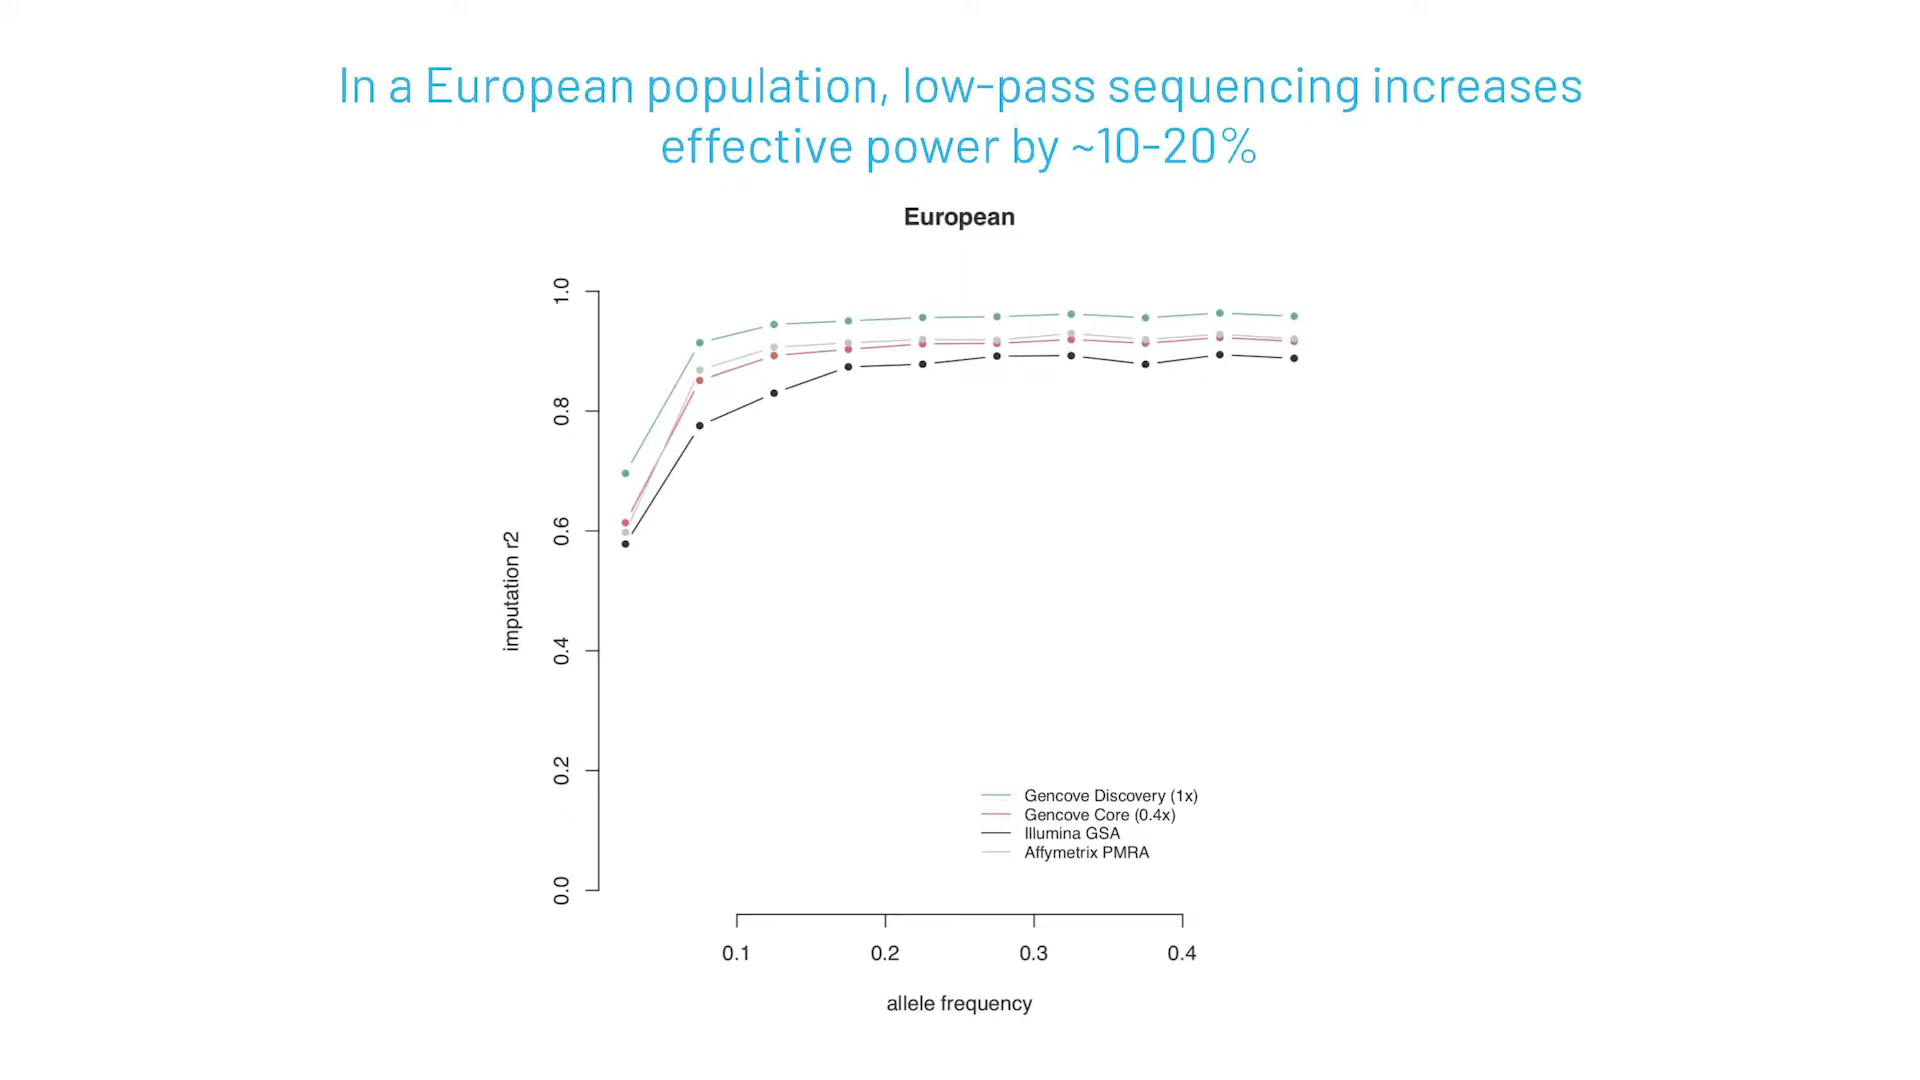 In a European population, low-pass sequencing increases
effective power by ~10-20%
European
1.0
0.8
0.6
0.4
0.2
0.0
imputation r2
Gencove Discovery (1x)
Gencove Core (0.4x)
Illumina GSA
Affymetrix PMRA
0.1 0.2 0.3 0.4
allele frequency